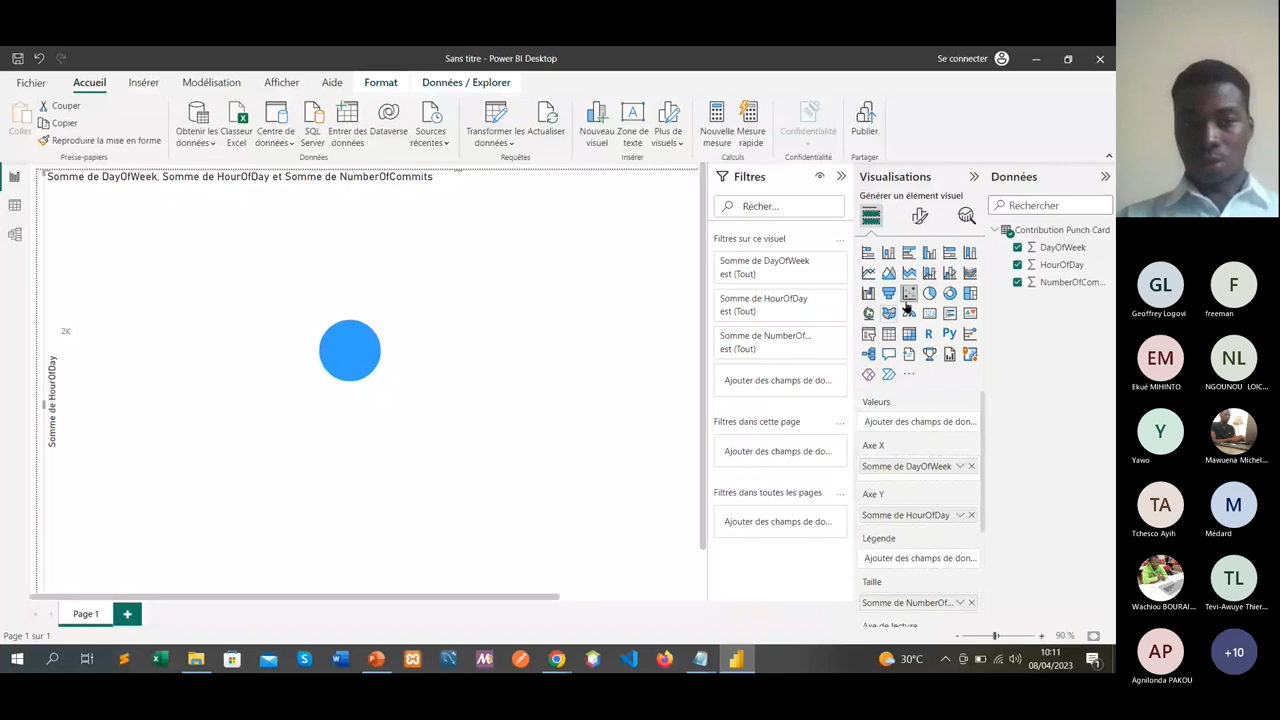 Sans titre - Power BI Desktop
Se connecter
Fichier
Accueil
Insérer
Modélisation
Afficher
Aide
Format
Données / Explorer
Coller
Couper
Copier
Reproduire la mise en forme
Presse-papiers
Obtenir les données
Classeur Excel
Centre de données
SQL Server
Entrer des données
Dataverse
Sources récentes
Données
Transformer les données
Actualiser
Requêtes
Nouveau visuel
Zone de texte
Plus de visuels
Insérer
Nouvelle mesure
Mesure rapide
Calculs
Confidentialité
Confidentialité
Publier
Partager
Somme de DayOfWeek, Somme de HourOfDay et Somme de NumberOfCommits
2K
Somme de HourOfDay
Filtres
Recher...
Filtres sur ce visuel
...
Somme de DayOfWeek
est (Tout)
Somme de HourOfDay
est (Tout)
Somme de NumberOf...
est (Tout)
Ajouter des champs de do...
Filtres dans cette page
...
Ajouter des champs de do...
Filtres dans toutes les pages
...
Ajouter des champs de do...
Visualisations
Générer un élément visuel
R
Py
...
Valeurs
Ajouter des champs de don...
Axe X
Somme de DayOfWeek
Axe Y
Somme de HourOfDay
Légende
Ajouter des champs de don...
Taille
Somme de NumberOf...
Axe de lecture
Données
Rechercher
Contribution Punch Card
DayOfWeek
HourOfDay
NumberOfCom...
Page 1
Page 1 sur 1
90 %
30°C
10:11
08/04/2023
1
GL
Geoffrey Logovi
F
freeman
EM
Ekué MIHINTO
NL
NGOUNOU LOIC...
Y
Yawo
Mawuena Michel...
TA
Tchesco Ayih
M
Médard
Wachiou BOURAI...
TL
Tevi-Awuye Thier...
AP
Agnilonda PAKOU
+10